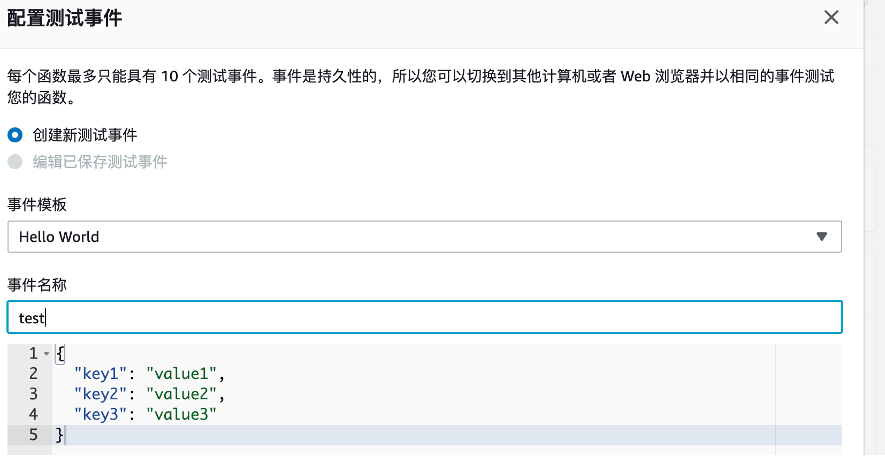 配置测试事件
每个函数最多只能具有 10 个测试事件。事件是持久性的，所以您可以切换到其他计算机或者 Web 浏览器并以相同的事件测试
您的函数。
创建新测试事件
编辑已保存测试事件
事件模板
Hello World
事件名称
test
1 {
2 "key1": "value1",
3 "key2": "value2",
4 "key3": "value3"
5 }